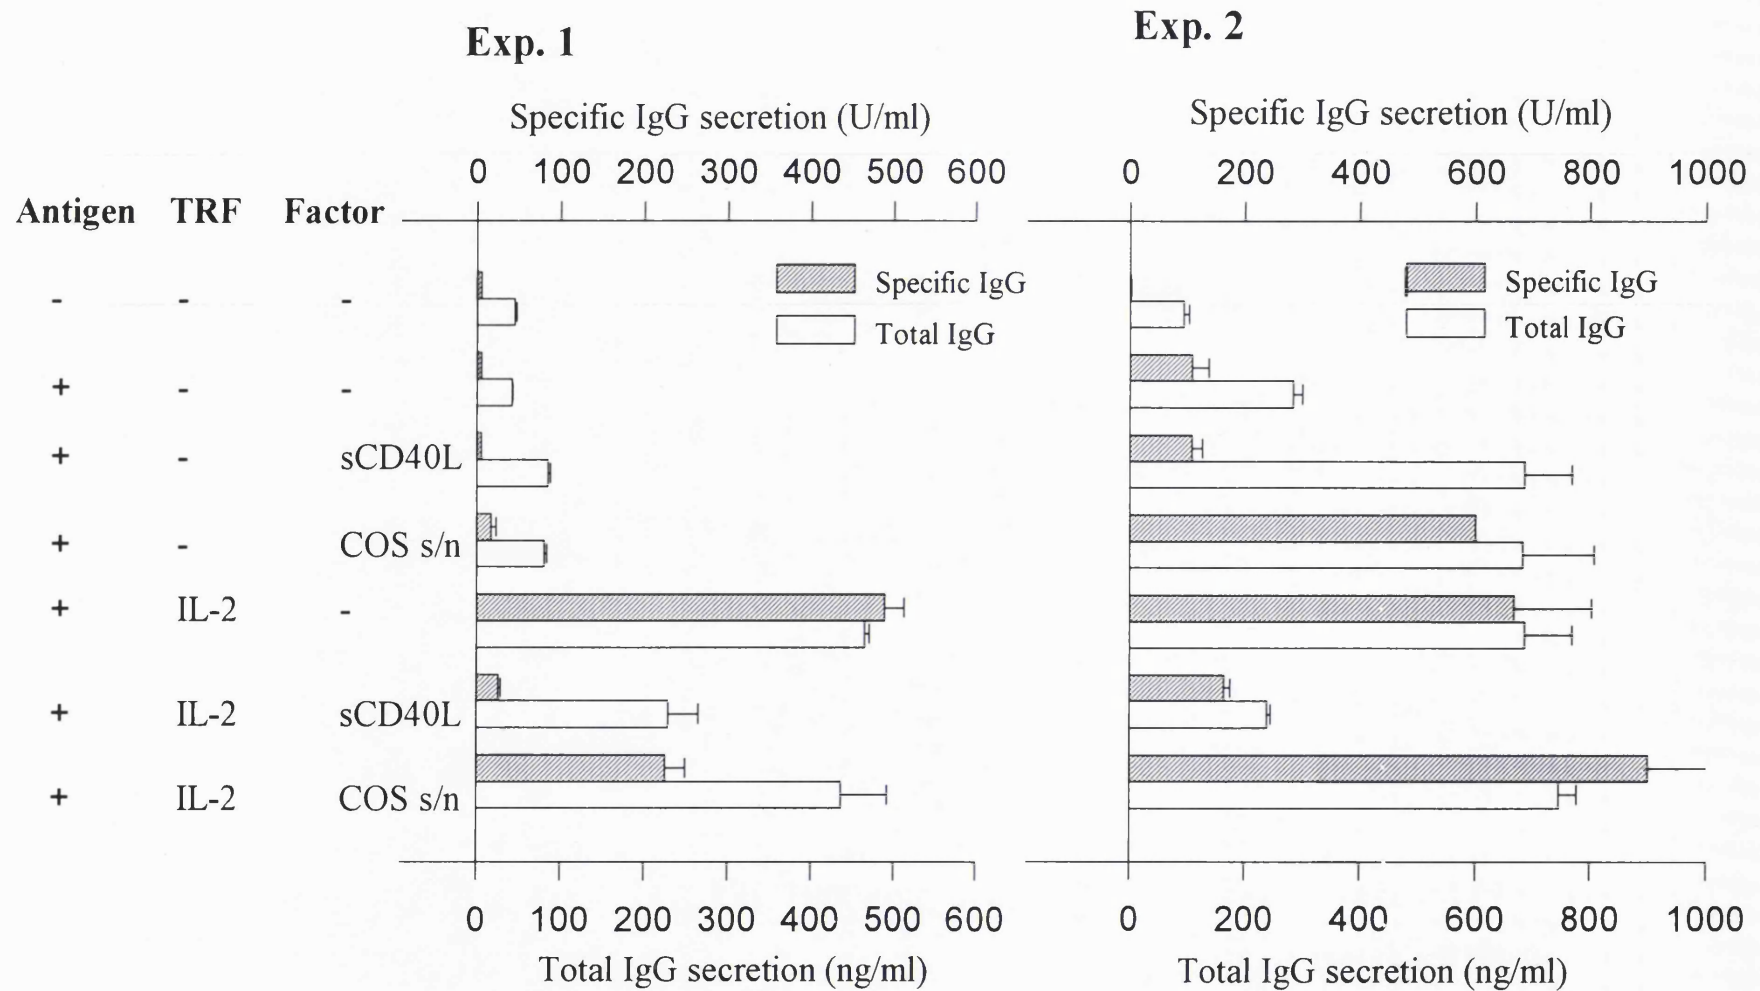 Exp. 1
Specific IgG secretion (U/ml)
0 100 200 300 400 500 600
Antigen TRF Factor
Specific IgG
Total IgG
- - -
+ - -
+ - sCD40L
+ - COS s/n
+ IL-2 -
+ IL-2 sCD40L
+ IL-2 COS s/n
0 100 200 300 400 500 600
Total IgG secretion (ng/ml)
Exp. 2
Specific IgG secretion (U/ml)
0 200 400 600 800 1000
Specific IgG
Total IgG
0 200 400 600 800 1000
Total IgG secretion (ng/ml)